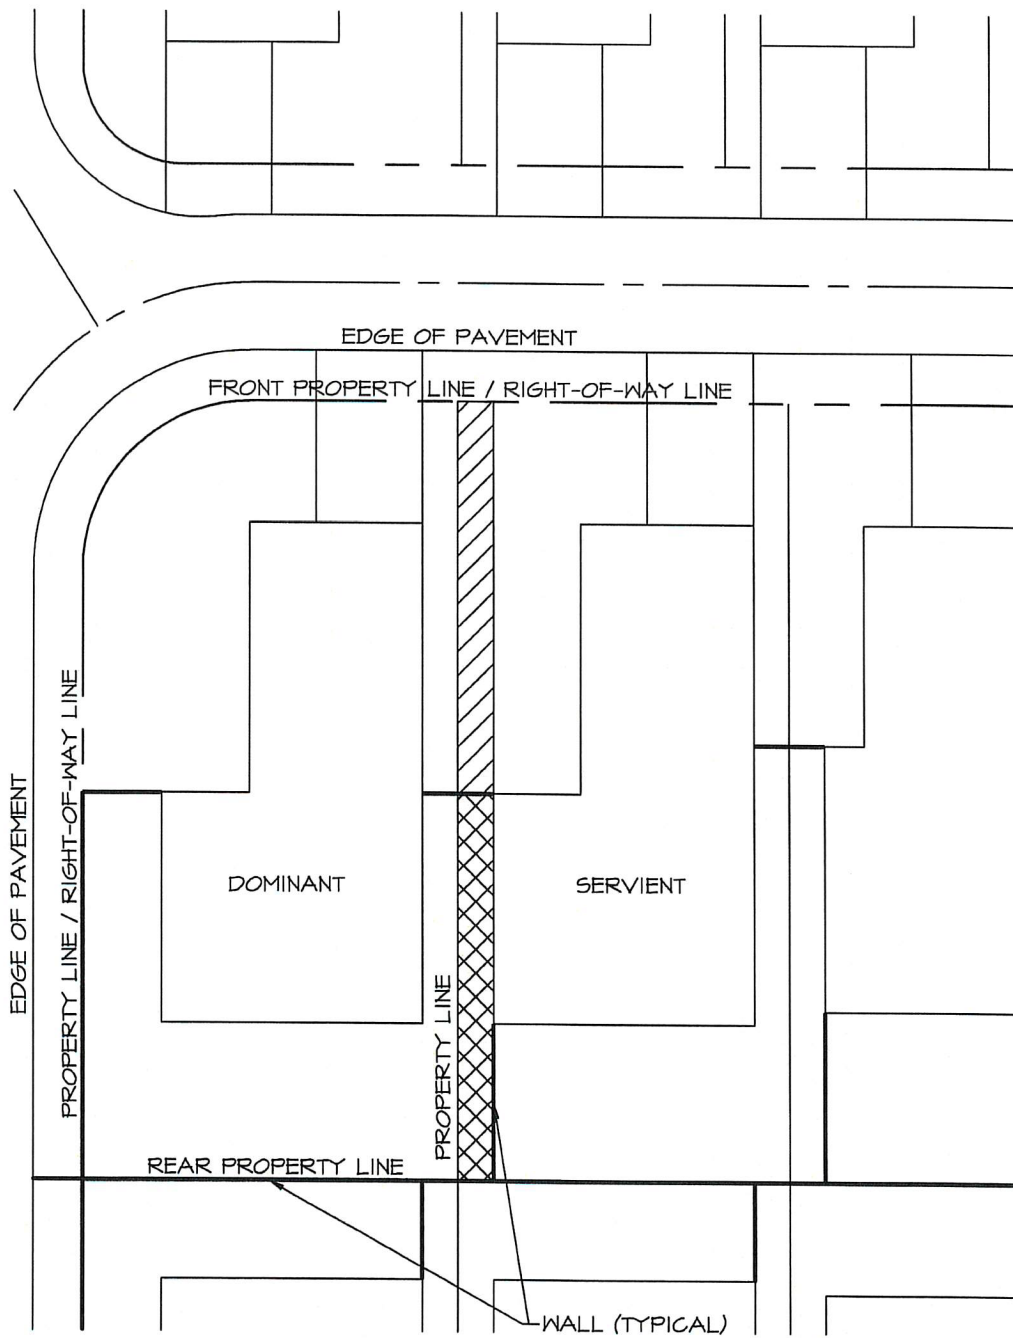 EDGE OF PAVEMENT
FRONT PROPERTY LINE / RIGHT-OF-WAY LINE
EDGE OF PAVEMENT
PROPERTY LINE / RIGHT-OF-WAY LINE
DOMINANT
SERVIENT
PROPERTY LINE
REAR PROPERTY LINE
WALL (TYPICAL)